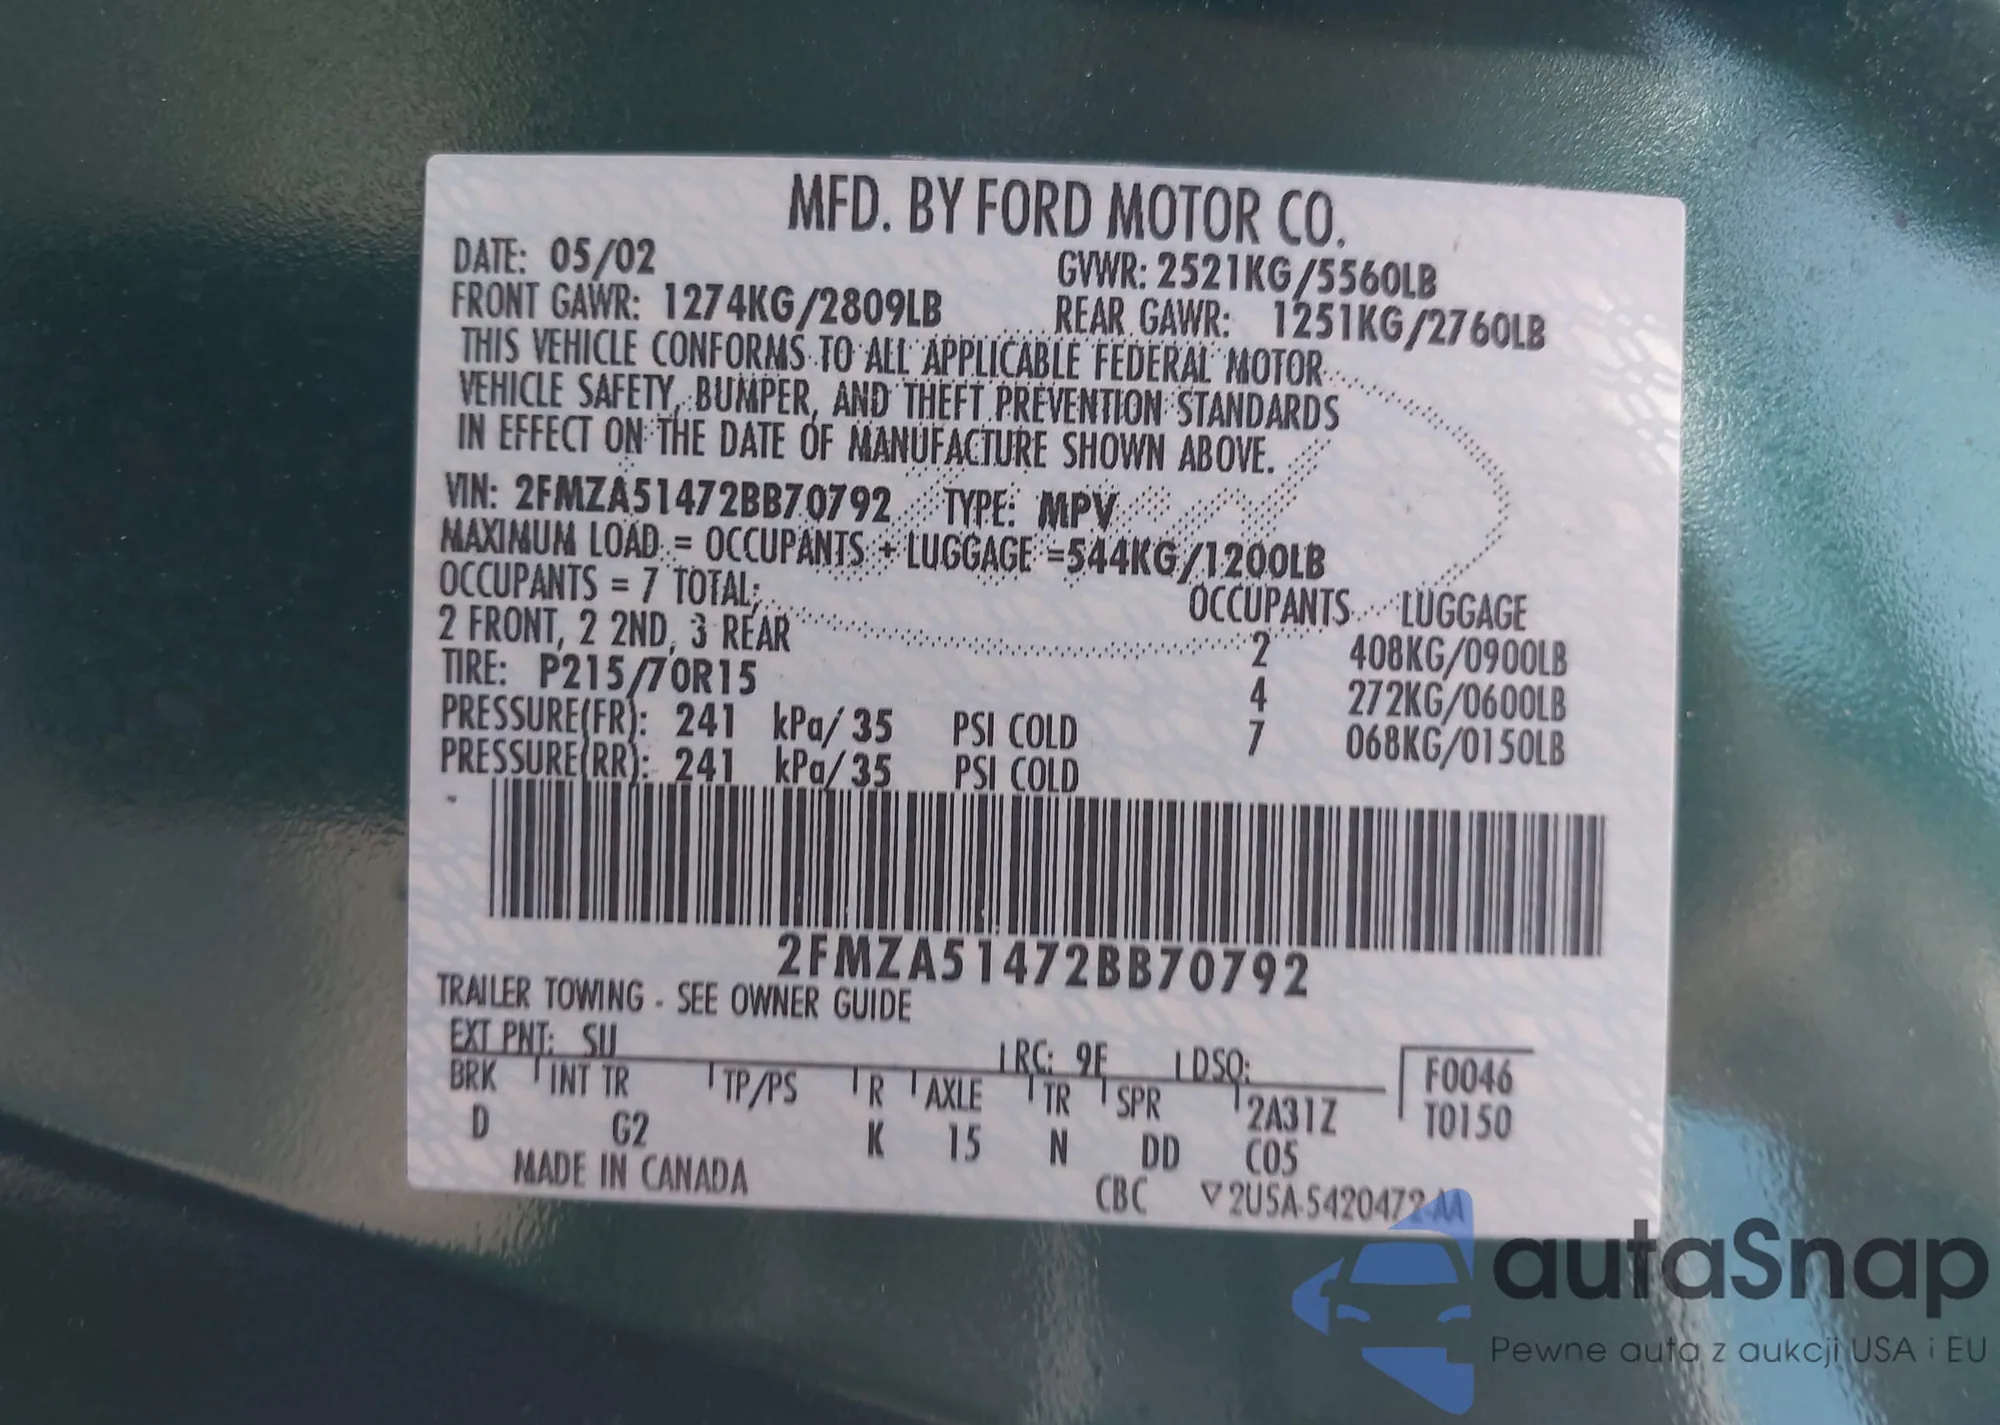 MFD. BY FORD MOTOR CO.
DATE: 05/02 GVWR: 2521KG/5560LB
FRONT GAWR: 1274KG/2809LB REAR GAWR: 1251KG/2760LB
THIS VEHICLE CONFORMS TO ALL APPLICABLE FEDERAL MOTOR
VEHICLE SAFETY, BUMPER, AND THEFT PREVENTION STANDARDS
IN EFFECT ON THE DATE OF MANUFACTURE SHOWN ABOVE.
VIN: 2FMZA51472BB70792 TYPE: MPV
MAXIMUM LOAD = OCCUPANTS + LUGGAGE =544KG/1200LB
OCCUPANTS = 7 TOTAL; OCCUPANTS LUGGAGE
2 FRONT, 2 2ND, 3 REAR 2 408KG/0900LB
TIRE: P215/70R15 4 272KG/0600LB
PRESSURE(FR): 241 kPa/ 35 PSI COLD 7 068KG/0150LB
PRESSURE(RR): 241 kPa/ 35 PSI COLD
2FMZA51472BB70792
TRAILER TOWING - SEE OWNER GUIDE
EXT PNT: SU RC: 9E DSO: F0046
BRK INT TR TP/PS R AXLE TR SPR 2A31Z T0150
D G2 K 15 N DD C05
MADE IN CANADA CBC ▽2U5A-5420472-AA
autaSnap
Pewne auta z aukcji USA i EU